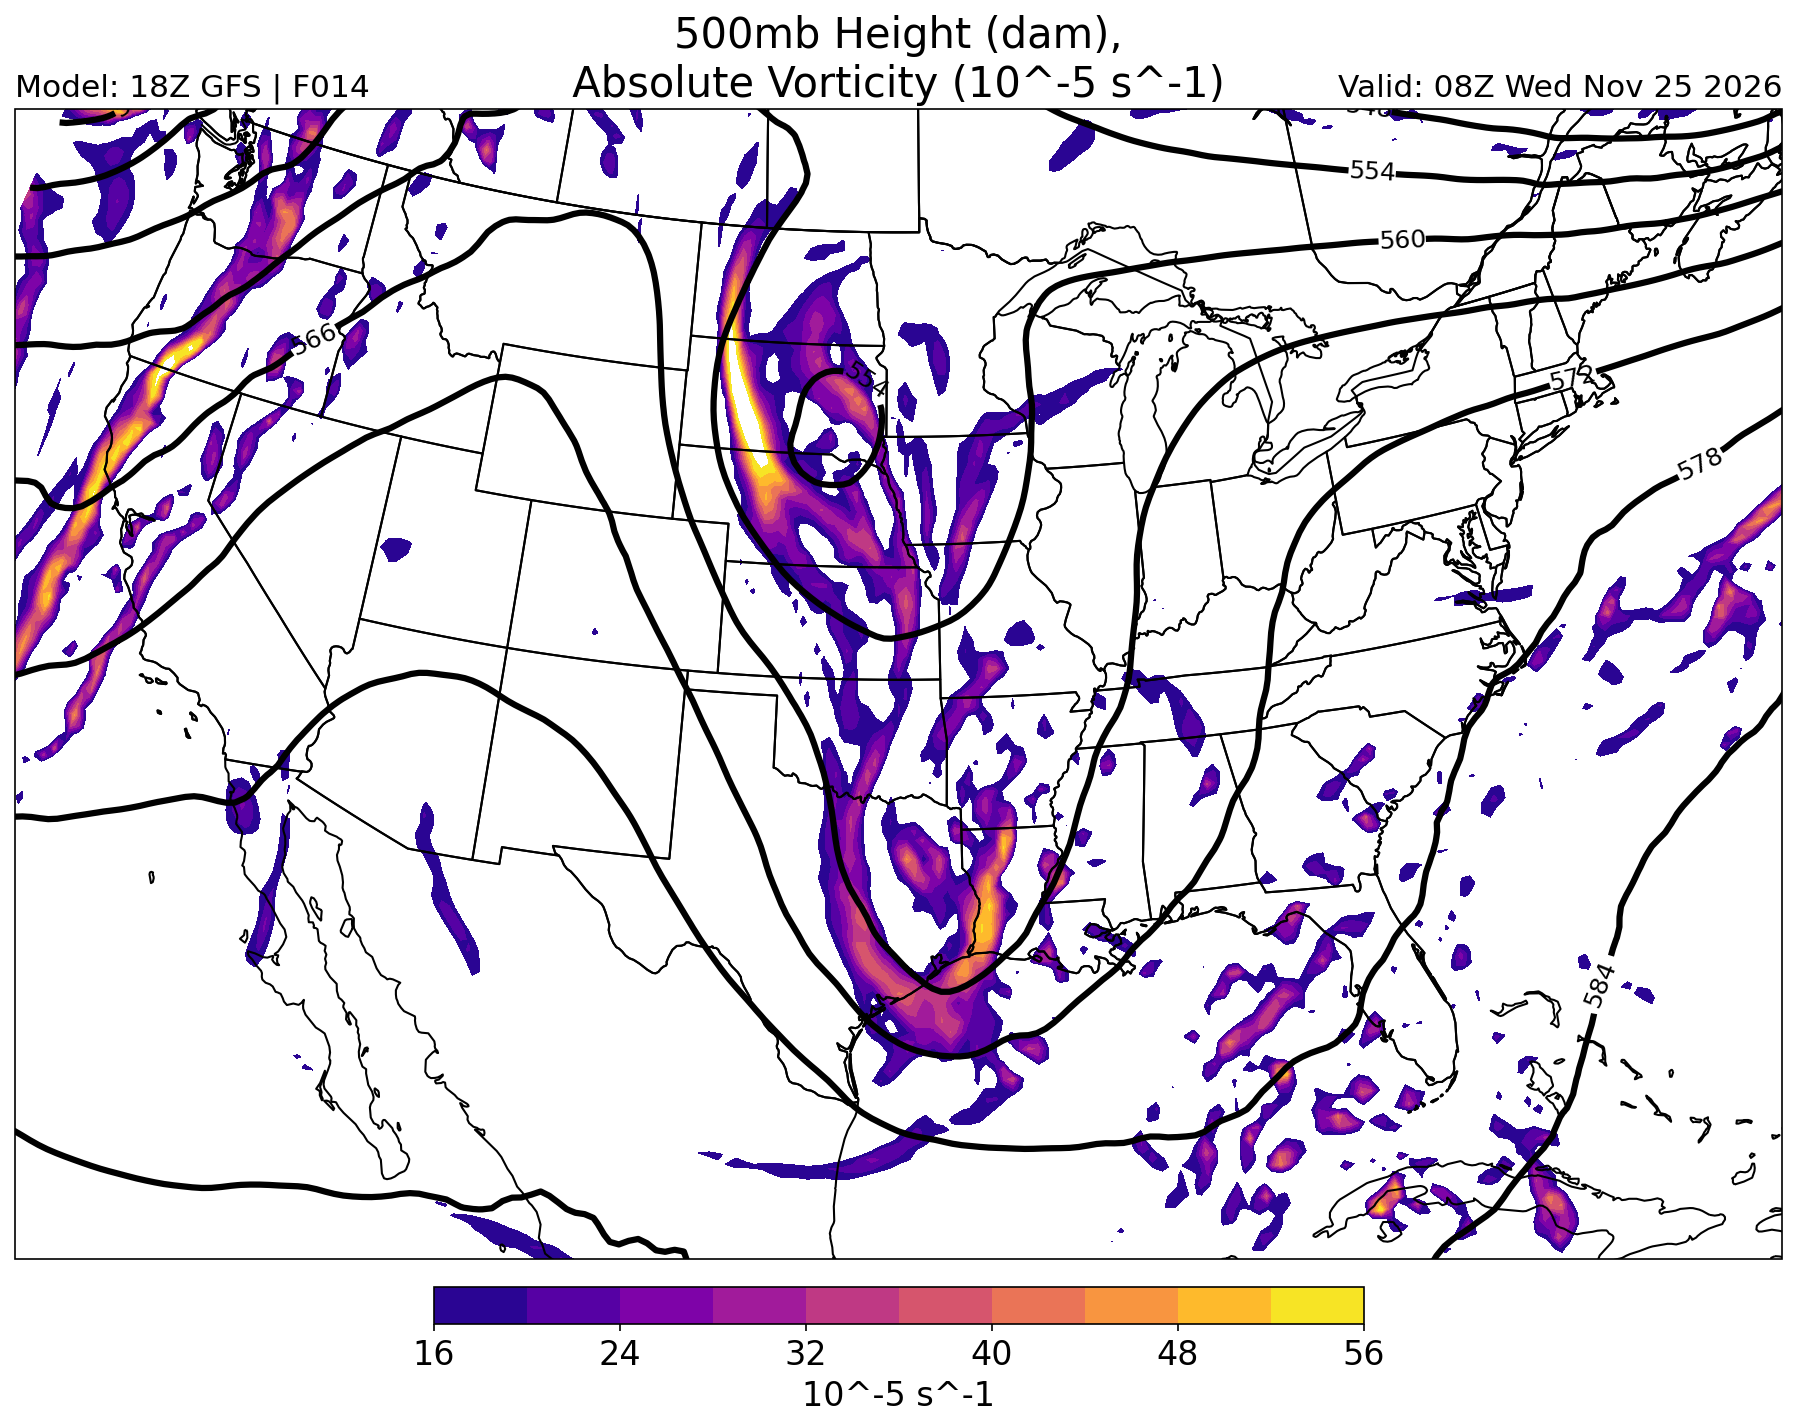 500mb Height (dam),
Absolute Vorticity (10^-5 s^-1)
Model: 18Z GFS | F014
Valid: 08Z Wed Nov 25 2026
554
560
566
554
572
578
584
16 24 32 40 48 56
10^-5 s^-1